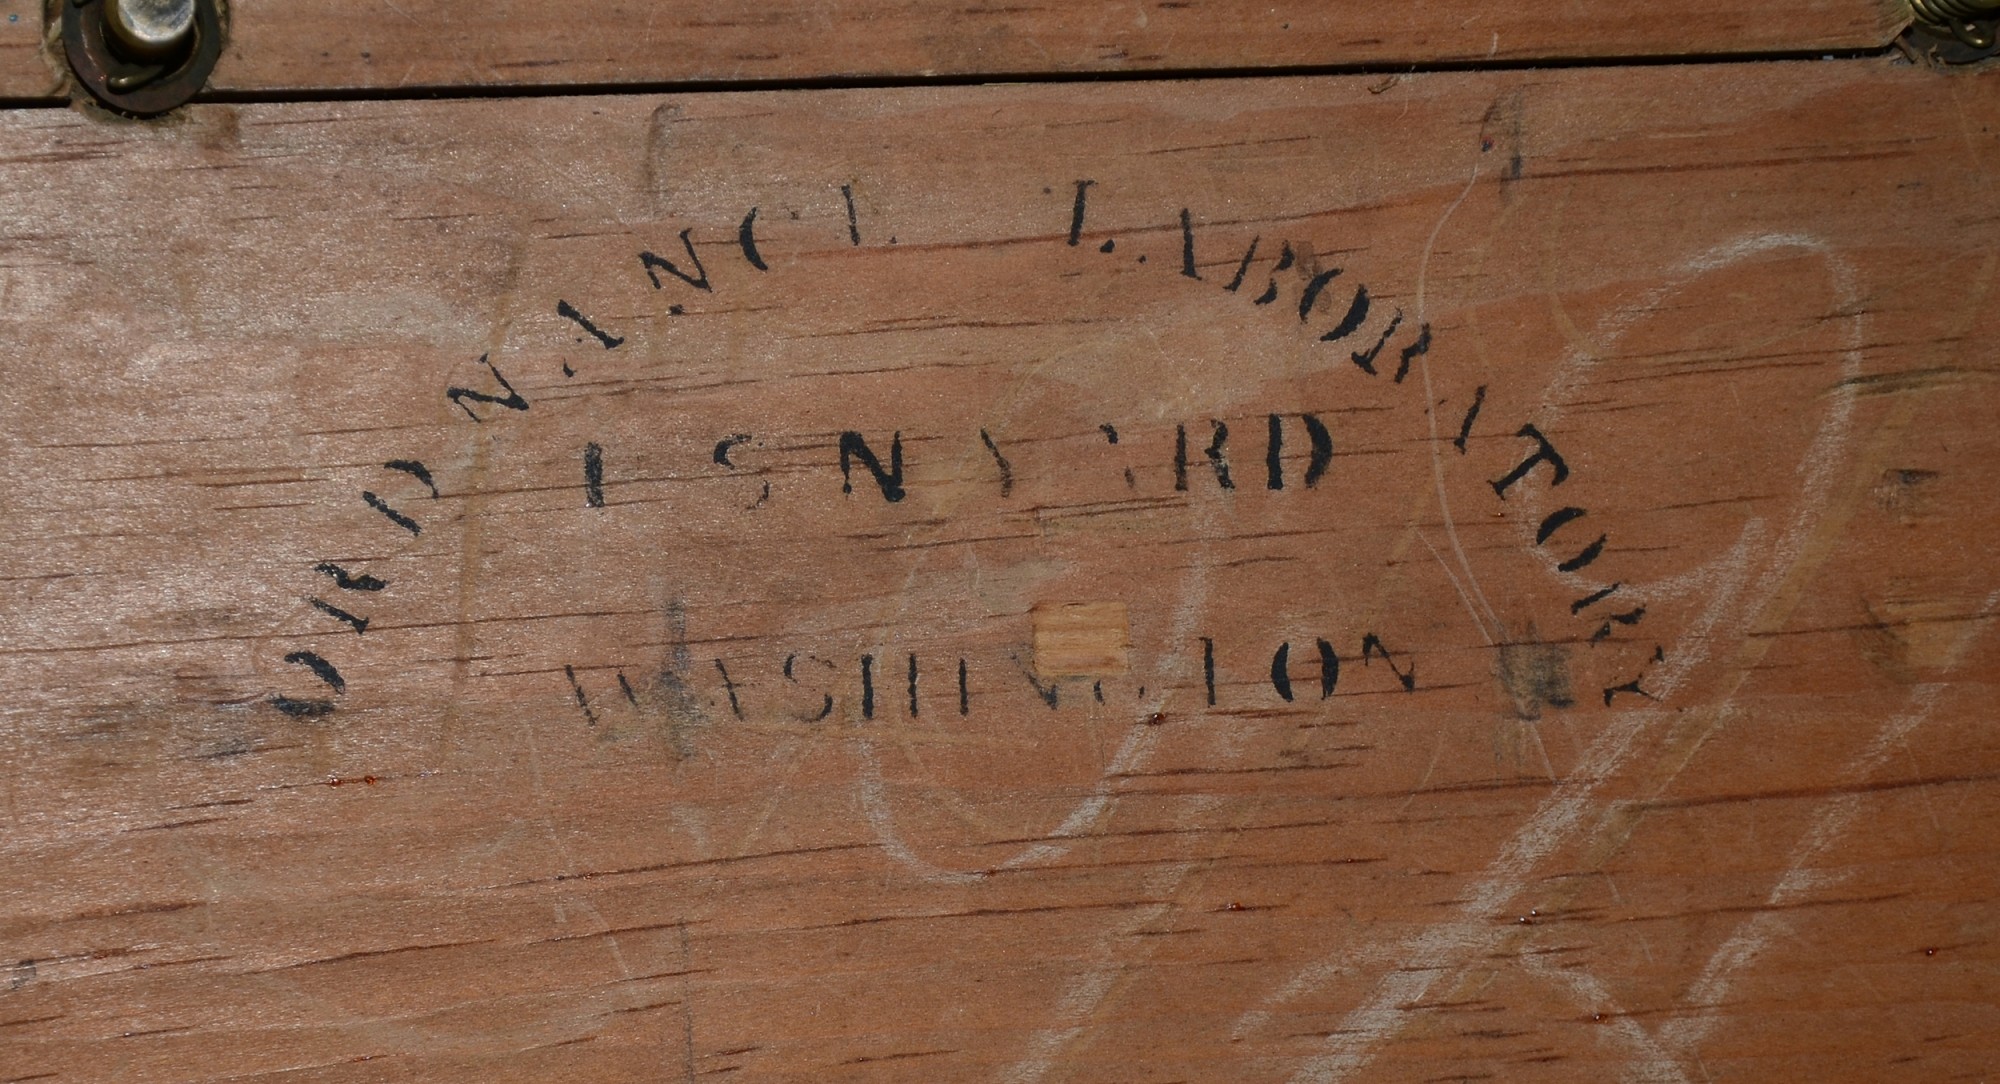 ORDNANCE LABORATORY
U S N YARD
WASHINGTON